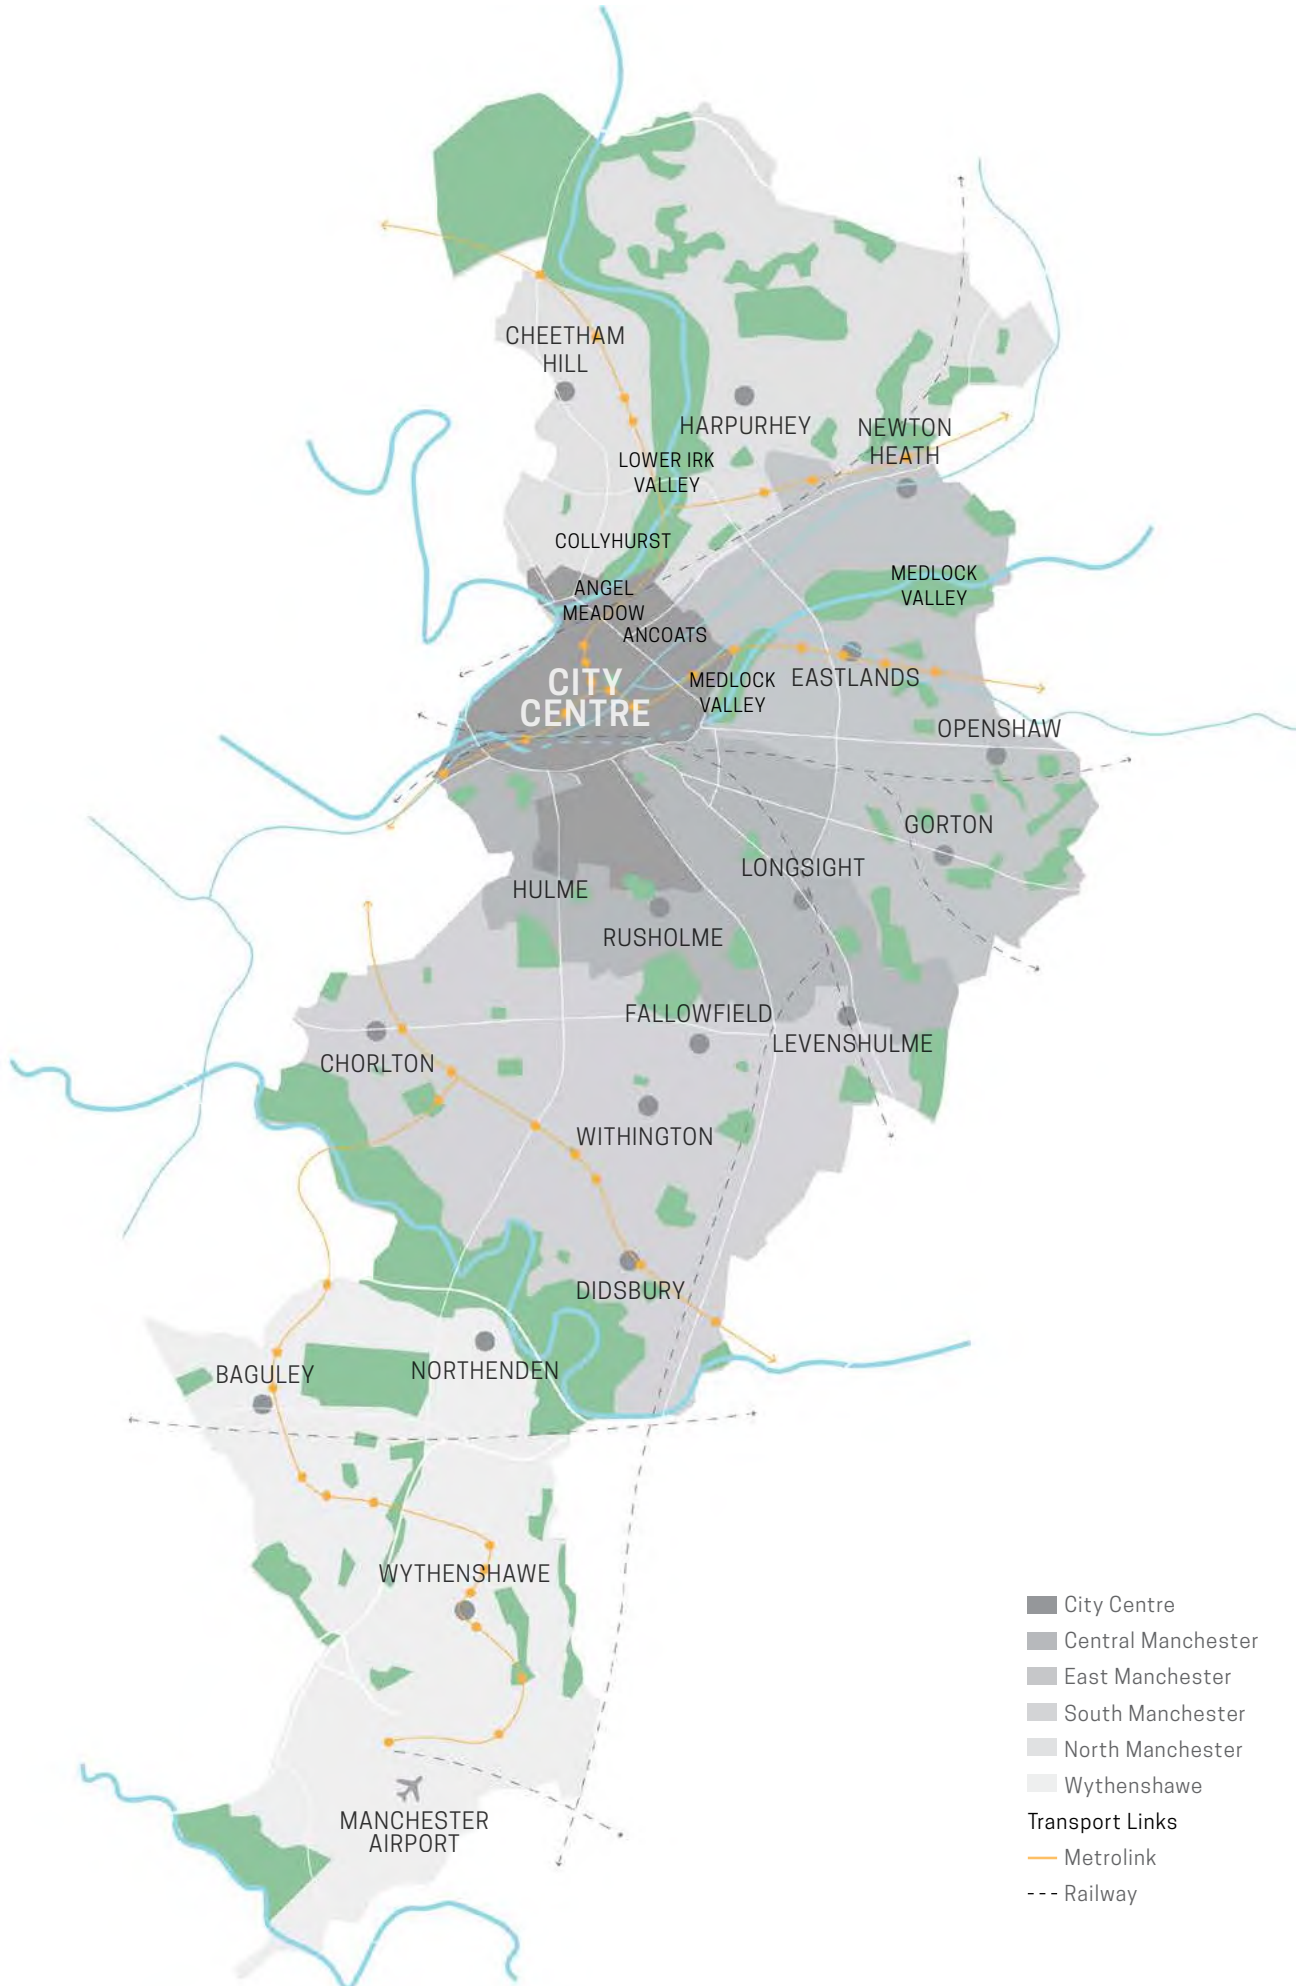 CHEETHAM
HILL
HARPURHEY
NEWTON
HEATH
LOWER IRK
VALLEY
COLLYHURST
MEDLOCK
VALLEY
ANGEL
MEADOW
ANCOATS
CITY
CENTRE
MEDLOCK
VALLEY
EASTLANDS
OPENSHAW
GORTON
LONGSIGHT
HULME
RUSHOLME
FALLOWFIELD
LEVENSHULME
CHORLTON
WITHINGTON
DIDSBURY
BAGULEY
NORTHENDEN
WYTHENSHAWE
MANCHESTER
AIRPORT
City Centre
Central Manchester
East Manchester
South Manchester
North Manchester
Wythenshawe
Transport Links
Metrolink
Railway